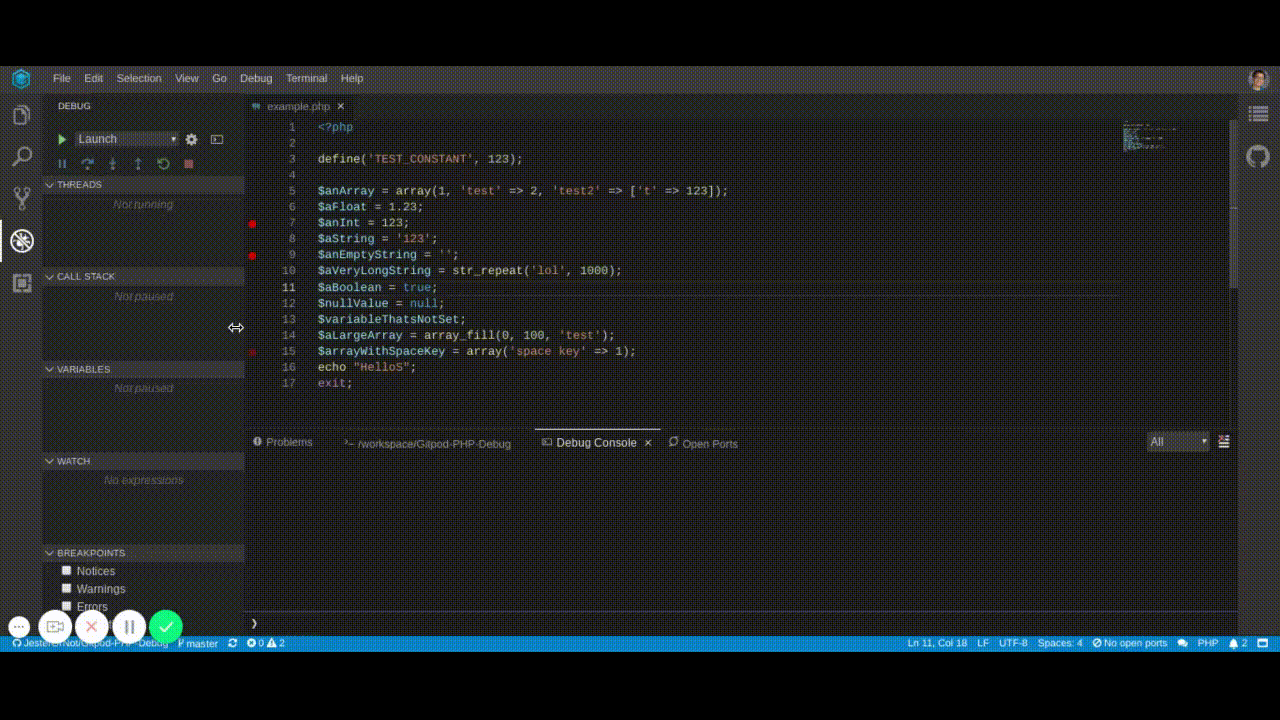 File Edit Selection View Go Debug Terminal Help
DEBUG
Launch
THREADS
Not running
CALL STACK
Not paused
VARIABLES
Not paused
WATCH
No expressions
BREAKPOINTS
Notices
Warnings
Errors
example.php
1 <?php
2
3 define('TEST_CONSTANT', 123);
4
5 $anArray = array(1, 'test' => 2, 'test2' => ['t' => 123]);
6 $aFloat = 1.23;
7 $anInt = 123;
8 $aString = '123';
9 $anEmptyString = '';
10 $aVeryLongString = str_repeat('lol', 1000);
11 $aBoolean = true;
12 $nullValue = null;
13 $variableThatsNotSet;
14 $aLargeArray = array_fill(0, 100, 'test');
15 $arrayWithSpaceKey = array('space key' => 1);
16 echo "HelloS";
17 exit;
Problems /workspace/Gitpod-PHP-Debug Debug Console Open Ports All
master 0 2 Ln 11, Col 18 LF UTF-8 Spaces: 4 No open ports PHP 2